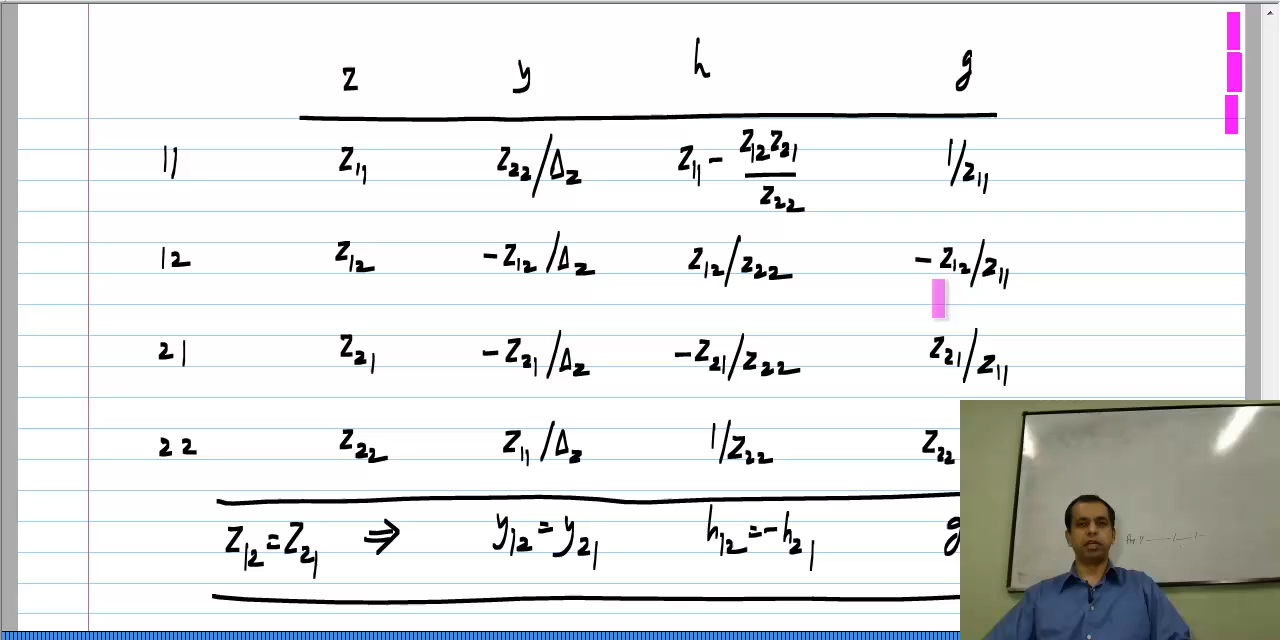 z y h g
11 z₁₁ z₂₂/Δz z₁₁ - z₁₂z₂₁/z₂₂ 1/z₁₁
12 z₁₂ -z₁₂/Δz z₁₂/z₂₂ -z₁₂/z₁₁
21 z₂₁ -z₂₁/Δz -z₂₁/z₂₂ z₂₁/z₁₁
22 z₂₂ z₁₁/Δz 1/z₂₂ z₂₂
z₁₂=z₂₁ ⇒ y₁₂=y₂₁ h₁₂=-h₂₁ g